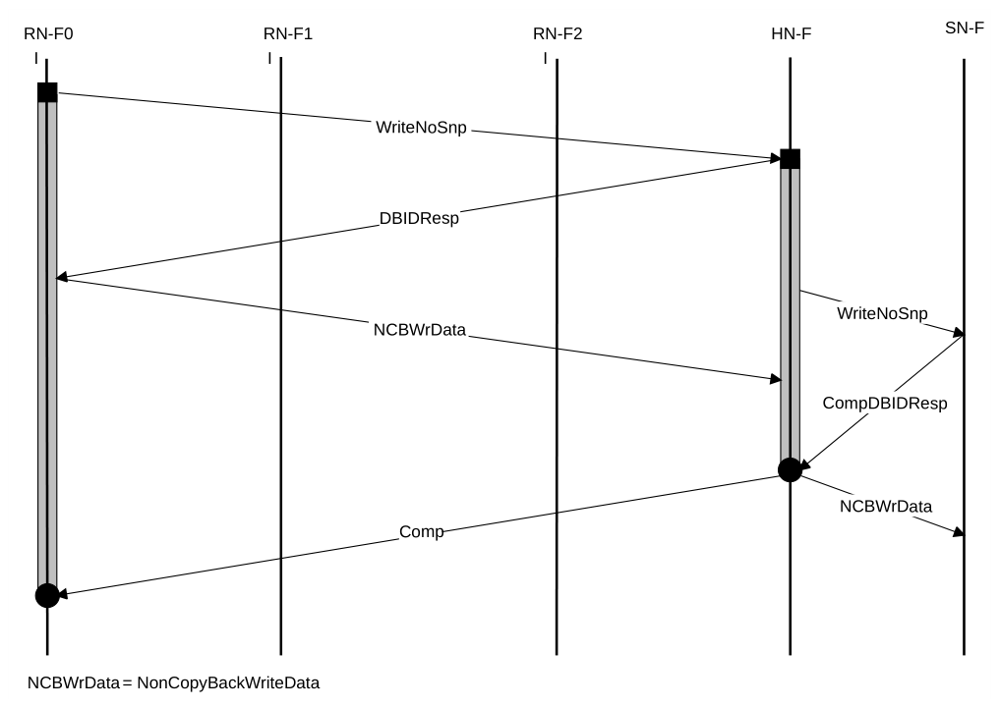 RN-F0 RN-F1 RN-F2 HN-F SN-F
I I I
WriteNoSnp
DBIDResp
WriteNoSnp
NCBWrData
CompDBIDResp
NCBWrData
Comp
NCBWrData = NonCopyBackWriteData